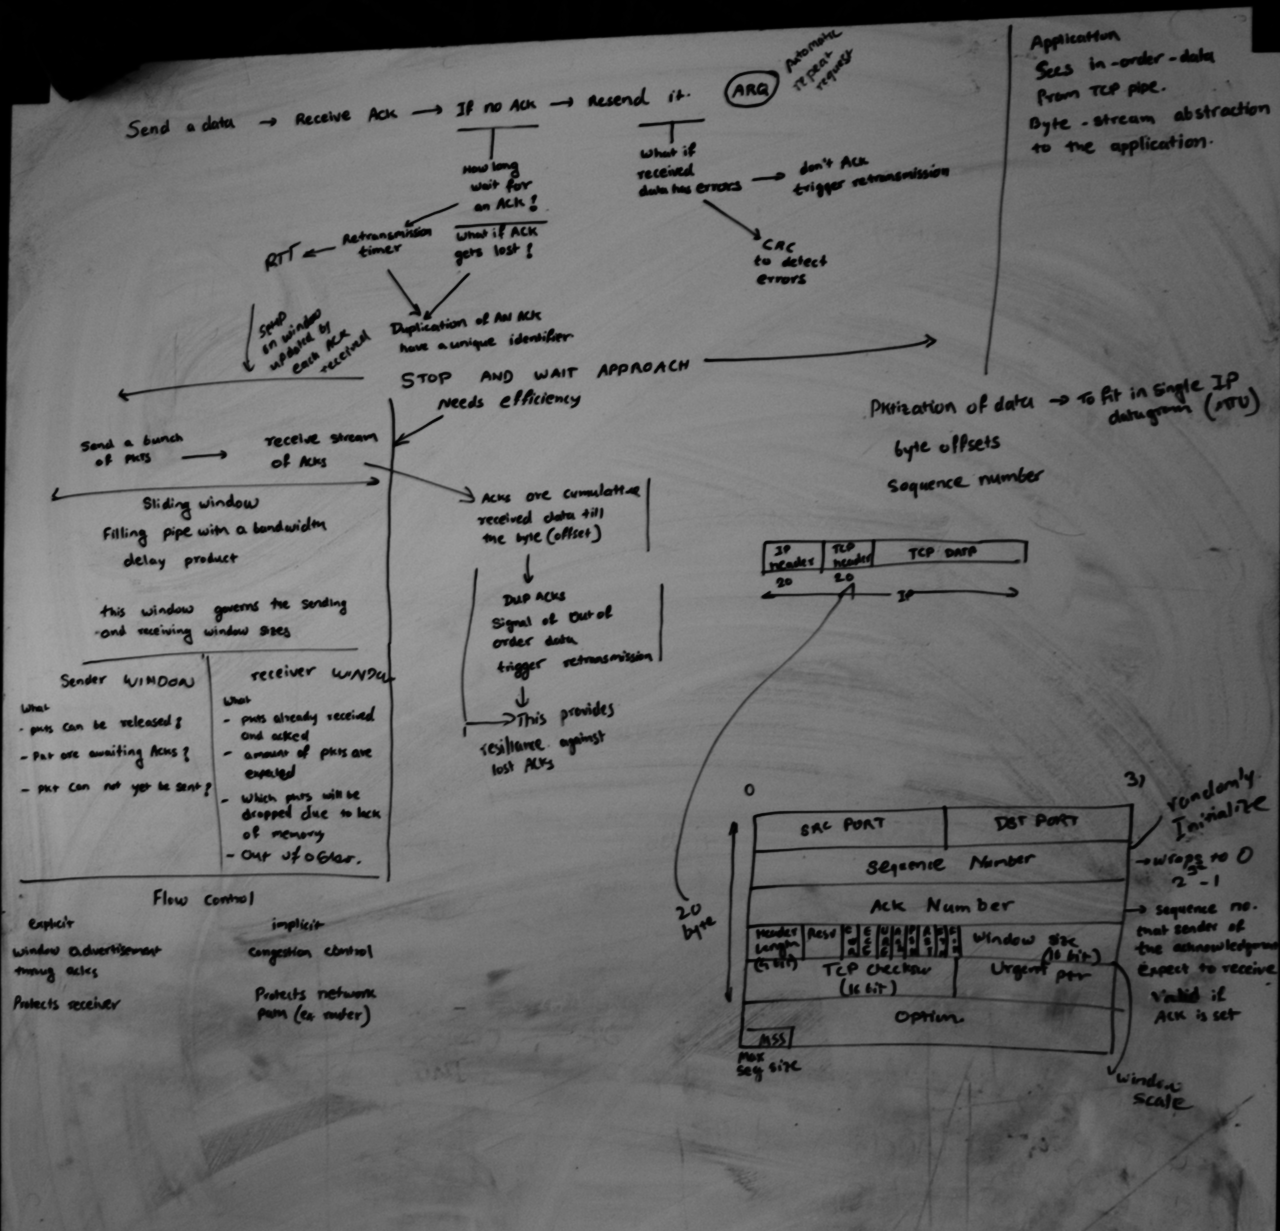 Send a data → Receive Ack → If no Ack → Resend it.
ARQ
Automatic
repeat
request
How long
wait for
an ACK?
What if ACK
gets lost?
Retransmission
timer
RTT
What if
received
data has errors → don't Ack
trigger retransmission
CRC
to detect
errors
Duplication of An ACK
have a unique identifier
on window
updated by
each ACK
received
STOP AND WAIT APPROACH
Needs efficiency
Application
Sees in-order-data
From TCP pipe.
Byte-stream abstraction
to the application.
Send a bunch
of pkts
receive stream
of Acks
Sliding window
Filling pipe with a bandwidth
delay product
this window governs the sending
and receiving window sizes
Sender WINDOW
What
- pkts can be released?
- Pkt are awaiting Acks?
- pkt can not yet be sent?
receiver WINDOW
What
- pkts already received
and acked
- amount of pkts are
expected
- which pkts will be
dropped due to lack
of memory
- Out of order.
Flow control
explicit
window advertisement
throug acks
Protects receiver
implicit
Congestion control
Protects network
path (ex router)
Acks are cumulative
received data till
the byte (offset)
DUP ACKs
Signal of out of
order data
trigger retransmission
This provides
resiliance against
lost ACKs
Pktization of data → To fit in single IP
datagram (MTU)
byte offsets
sequence number
IP
header
TCP
header
TCP DATA
20
20
IP
20
byte
0
31
SRC PORT
DST PORT
Sequence Number
Ack Number
Header
Length
(4 bit)
Resv
Window size
(16 bit)
TCP Checksum
(16 bit)
Urgent
ptr
Option
MSS
Max
seg size
randomly
Initialize
→ wraps to 0
2³²-1
→ sequence no.
that sender of
the acknowledgment
expect to receive
Valid if
ACK is set
window
scale